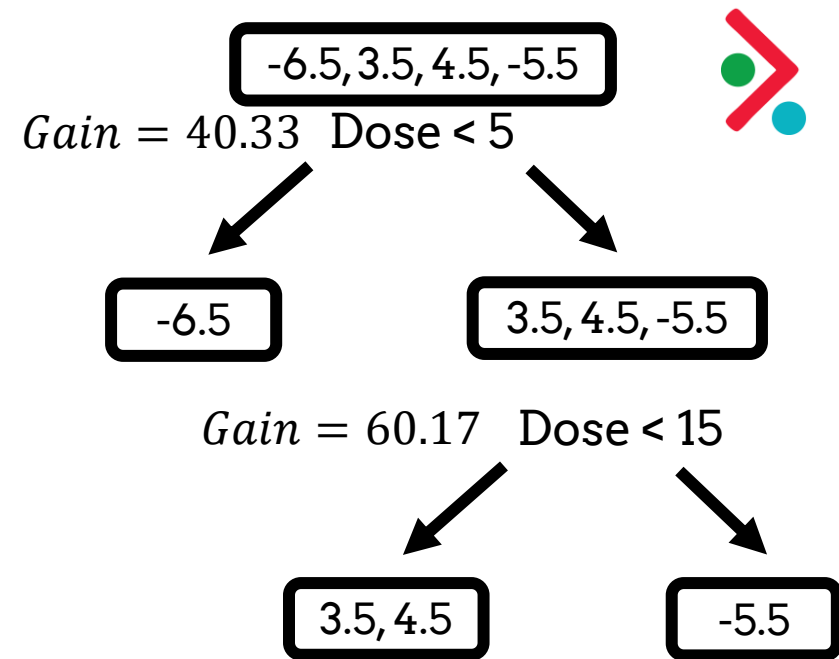 -6.5, 3.5, 4.5, -5.5
Gain = 40.33 Dose < 5
-6.5
3.5, 4.5, -5.5
Gain = 60.17 Dose < 15
3.5, 4.5
-5.5